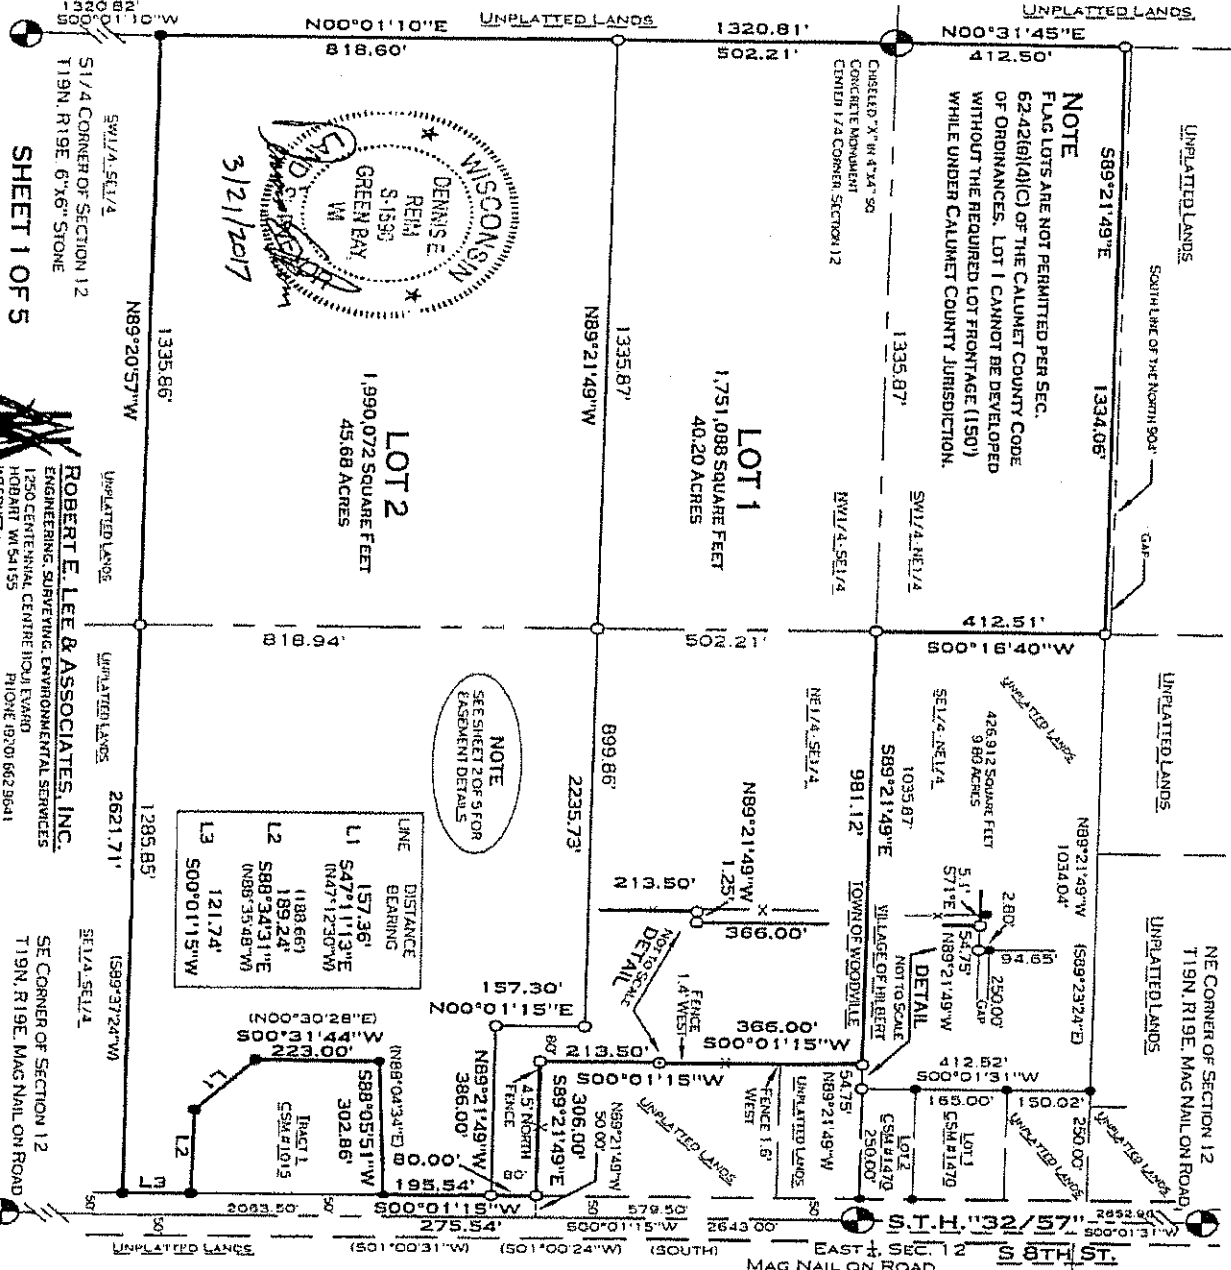 1320.82'
S00°01'10"W
N00°01'10"E
818.60'
UNPLATTED LANDS
1320.81'
502.21'
N00°31'45"E
412.50'
UNPLATTED LANDS
UNPLATTED LANDS
S89°21'49"E
1334.06'
SOUTH LINE OF THE NORTH 904'
GAP
NOTE
FLAG LOTS ARE NOT PERMITTED PER SEC.
62-42(B)(4)(C) OF THE CALUMET COUNTY CODE
OF ORDINANCES. LOT 1 CANNOT BE DEVELOPED
WITHOUT THE REQUIRED LOT FRONTAGE (150')
WHILE UNDER CALUMET COUNTY JURISDICTION.
CHISELED "X" IN 4"X4" SQ
CONCRETE MONUMENT
CENTER 1/4 CORNER, SECTION 12
1335.87'
SW1/4-NE1/4
NW1/4-SE1/4
LOT 1
1,751,088 SQUARE FEET
40.20 ACRES
1335.87'
N89°21'49"W
LOT 2
1,990,072 SQUARE FEET
45.68 ACRES
WISCONSIN
DENNIS E.
REIM
GREEN BAY,
WI
LAND
3/21/2017
1335.86'
N89°20'57"W
SW1/4-SE1/4
S1/4 CORNER OF SECTION 12
T19N, R19E, 6"x6" STONE
SHEET 1 OF 5
ROBERT E. LEE & ASSOCIATES, INC.
ENGINEERING, SURVEYING, ENVIRONMENTAL SERVICES
1250 CENTENNIAL CENTRE BOULEVARD
HOBART WI 54155
PHONE (920) 662-9641
UNPLATTED LANDS
UNPLATTED LANDS
818.94'
502.21'
412.51'
S00°16'40"W
UNPLATTED LANDS
UNPLATTED LANDS
426,912 SQUARE FEET
9.80 ACRES
SE1/4-NE1/4
NE1/4-SE1/4
1035.87'
S89°21'49"E
981.12'
N89°21'49"W
1034.04'
(S89°23'24"E)
UNPLATTED LANDS
NE CORNER OF SECTION 12
T19N, R19E, MAG NAIL ON ROAD
899.86'
2235.73'
NOTE
SEE SHEET 2 OF 5 FOR
EASEMENT DETAILS
LINE DISTANCE
BEARING
L1 157.36'
S47°11'13"E
(N47°12'30"W)
L2 (188.66')
189.24'
S88°34'31"E
(N88°35'48"W)
L3 121.74'
S00°01'15"W
N89°21'49"W
1.25'
213.50'
366.00'
DETAIL
NOT TO SCALE
2.80'
S71°E
54.75'
N89°21'49"W
94.65'
250.00'
GAP
DETAIL
NOT TO SCALE
VILLAGE OF HILBERT
TOWN OF WOODVILLE
FENCE
1.4' WEST
366.00'
S00°01'15"W
157.30'
N00°01'15"E
213.50'
S00°01'15"W
80'
412.52'
S00°01'31"W
165.00'
150.02'
250.00'
LOT 1
CSM #1470
LOT 2
CSM #1470
250.00'
UNPLATTED LANDS
UNPLATTED LANDS
54.75'
N89°21'49"W
UNPLATTED LANDS
FENCE 1.6'
WEST
UNPLATTED LANDS
N89°21'49"W
50.00'
306.00'
S89°21'49"E
4.5' NORTH
FENCE
N89°21'49"W
386.00'
(N00°30'28"E)
S00°31'44"W
223.00'
(N88°04'34"E)
S88°05'51"W
302.86'
TRACT 1
CSM #1015
L1
L2
L3
80.00'
80'
195.54'
S00°01'15"W
275.54'
2063.50'
579.50'
S00°01'15"W
2643.00'
50'
50'
50'
50'
1285.85'
2621.71'
(S89°37'24"W)
SE1/4-SE1/4
SE CORNER OF SECTION 12
T19N, R19E, MAG NAIL ON ROAD
UNPLATTED LANDS
(S01°00'31"W)
(S01°00'24"W)
(SOUTH)
EAST ¼, SEC. 12
MAG NAIL ON ROAD
S.T.H. "32/57"
S 8TH ST.
S00°01'31"W